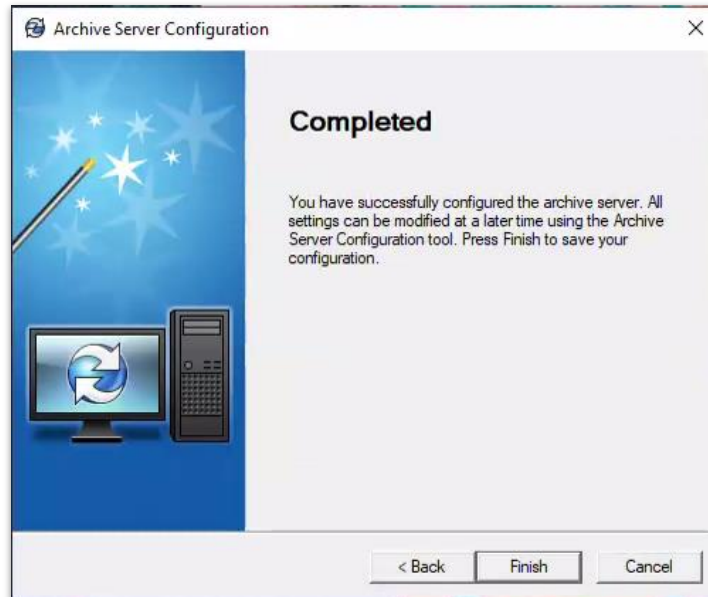 Archive Server Configuration
Completed
You have successfully configured the archive server. All
settings can be modified at a later time using the Archive
Server Configuration tool. Press Finish to save your
configuration.
< Back
Finish
Cancel